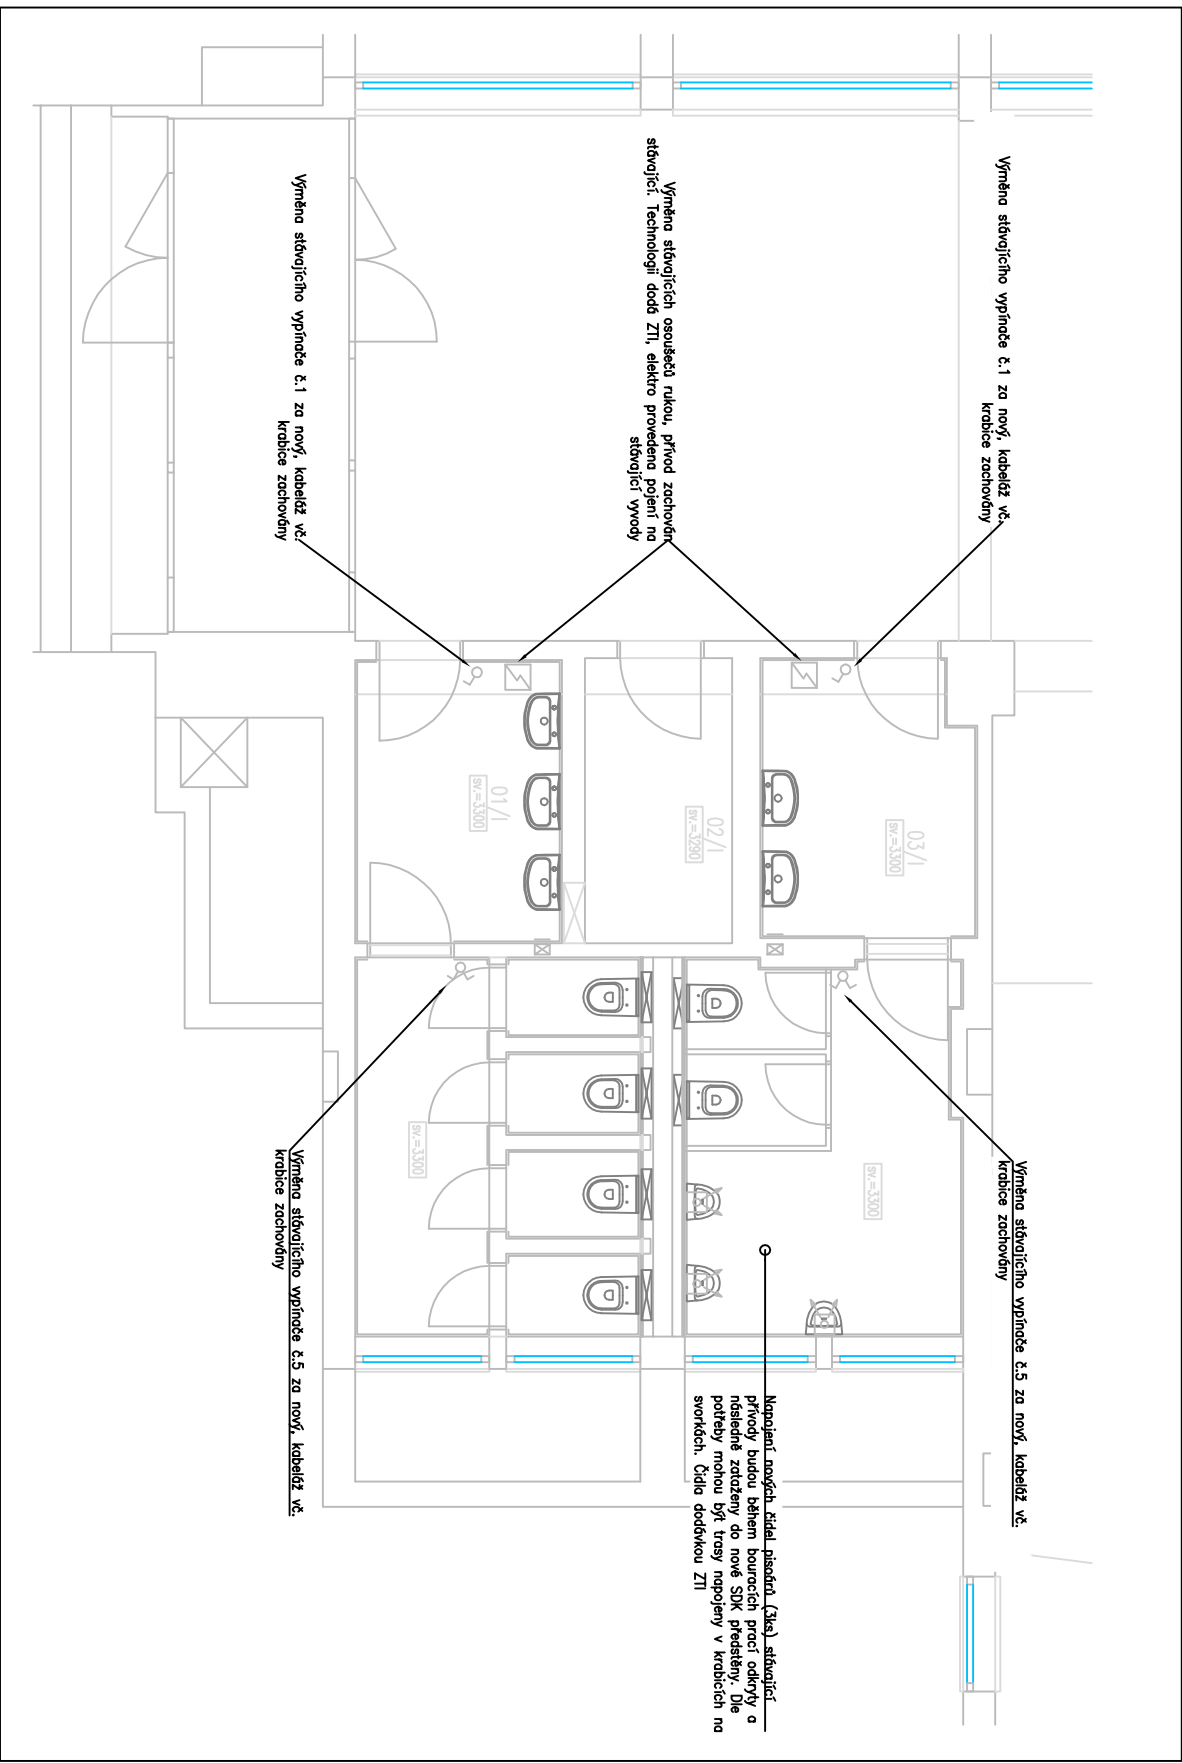 Výměna stávajícího vypínače č.1 za nový, kabeláž vč.
krabice zachovány
Výměna stávajícího vypínače č.5 za nový, kabeláž vč.
krabice zachovány
03/I
sv.=3300
sv.=3300
Výměna stávajících osoušečů rukou, přívod zachován
stávající. Technologii dodá ZTI, elektro provedena pojení na
stávající vývody
02/I
sv.=3290
Napojení nových čidel pisoárů (3ks) stávající
přívody budou během bouracích prací odkryty a
následně zataženy do nové SDK předstěny. Dle
potřeby mohou být trasy napojeny v krabicích na
svorkách. Čidla dodávkou ZTI
01/I
sv.=3300
sv.=3300
Výměna stávajícího vypínače č.1 za nový, kabeláž vč.
krabice zachovány
Výměna stávajícího vypínače č.5 za nový, kabeláž vč.
krabice zachovány